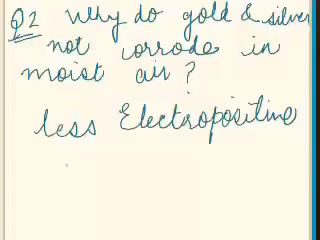 Q2 Why do gold & silver
not corrode in
moist air?
less Electropositive